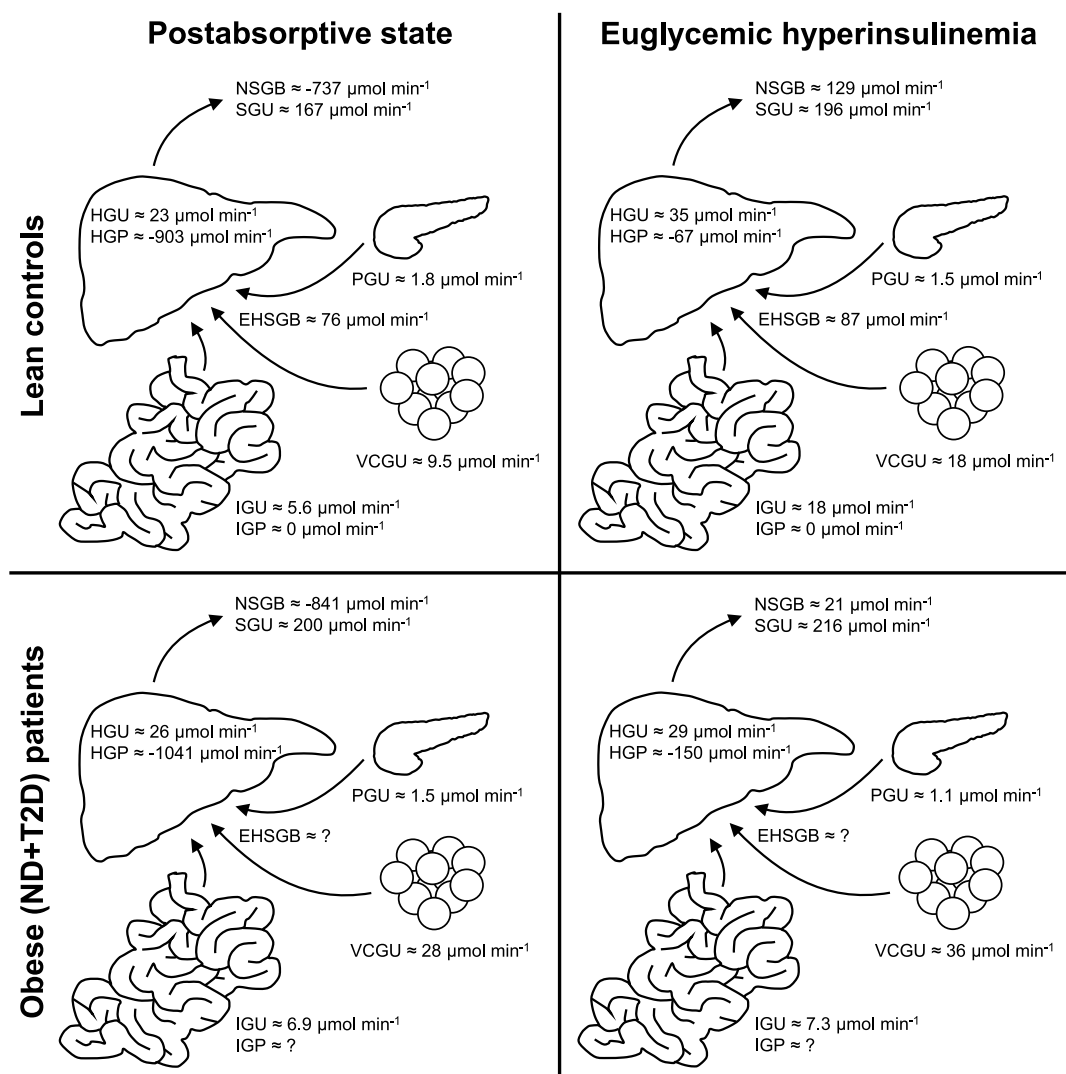 Postabsorptive state
Euglycemic hyperinsulinemia
Lean controls
NSGB ≈ -737 µmol min⁻¹
SGU ≈ 167 µmol min⁻¹
HGU ≈ 23 µmol min⁻¹
HGP ≈ -903 µmol min⁻¹
PGU ≈ 1.8 µmol min⁻¹
EHSGB ≈ 76 µmol min⁻¹
VCGU ≈ 9.5 µmol min⁻¹
IGU ≈ 5.6 µmol min⁻¹
IGP ≈ 0 µmol min⁻¹
NSGB ≈ 129 µmol min⁻¹
SGU ≈ 196 µmol min⁻¹
HGU ≈ 35 µmol min⁻¹
HGP ≈ -67 µmol min⁻¹
PGU ≈ 1.5 µmol min⁻¹
EHSGB ≈ 87 µmol min⁻¹
VCGU ≈ 18 µmol min⁻¹
IGU ≈ 18 µmol min⁻¹
IGP ≈ 0 µmol min⁻¹
Obese (ND+T2D) patients
NSGB ≈ -841 µmol min⁻¹
SGU ≈ 200 µmol min⁻¹
HGU ≈ 26 µmol min⁻¹
HGP ≈ -1041 µmol min⁻¹
PGU ≈ 1.5 µmol min⁻¹
EHSGB ≈ ?
VCGU ≈ 28 µmol min⁻¹
IGU ≈ 6.9 µmol min⁻¹
IGP ≈ ?
NSGB ≈ 21 µmol min⁻¹
SGU ≈ 216 µmol min⁻¹
HGU ≈ 29 µmol min⁻¹
HGP ≈ -150 µmol min⁻¹
PGU ≈ 1.1 µmol min⁻¹
EHSGB ≈ ?
VCGU ≈ 36 µmol min⁻¹
IGU ≈ 7.3 µmol min⁻¹
IGP ≈ ?